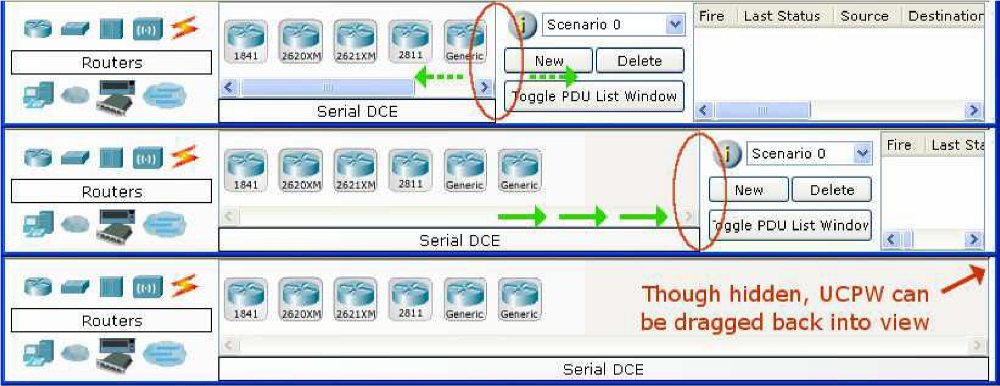 Fire Last Status Source Destination
i Scenario 0
1841 2620XM 2621XM 2811 Generic
Routers
New Delete
Toggle PDU List Window
Serial DCE
Fire Last Sta
i Scenario 0
1841 2620XM 2621XM 2811 Generic Generic
Routers
New Delete
Toggle PDU List Window
Serial DCE
Though hidden, UCPW can
be dragged back into view
1841 2620XM 2621XM 2811 Generic Generic
Routers
Serial DCE